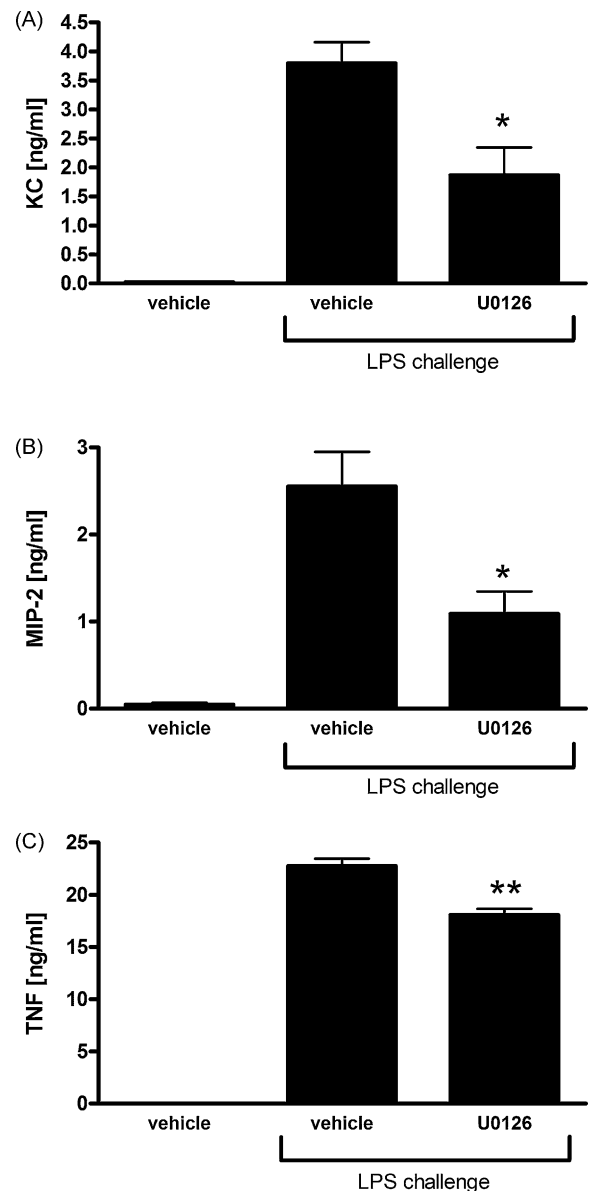 (A)
KC [ng/ml]
4.5
4.0
3.5
3.0
2.5
2.0
1.5
1.0
0.5
0.0
*
vehicle vehicle U0126
LPS challenge
(B)
MIP-2 [ng/ml]
3
2
1
0
*
vehicle vehicle U0126
LPS challenge
(C)
TNF [ng/ml]
25
20
15
10
5
0
**
vehicle vehicle U0126
LPS challenge